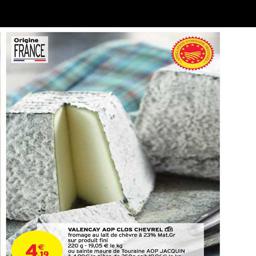 Origine
FRANCE
VALENCAY AOP CLOS CHEVREL
fromage au lait de chèvre à 23% Mat.Gr
sur produit fini
220 g - 19,05 € le kg
ou sainte maure de Touraine AOP JACQUIN
4€
,19